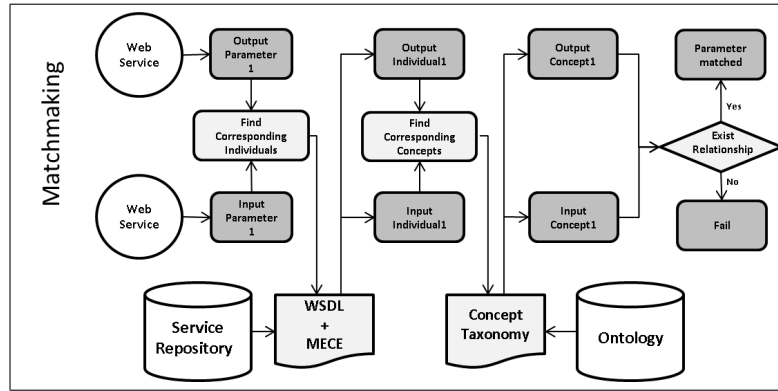 Matchmaking
Web
Service
Output
Parameter
1
Find
Corresponding
Individuals
Web
Service
Input
Parameter
1
Output
Individual1
Find
Corresponding
Concepts
Input
Individual1
Output
Concept1
Input
Concept1
Parameter
matched
Yes
Exist
Relationship
No
Fail
Service
Repository
WSDL
+
MECE
Concept
Taxonomy
Ontology